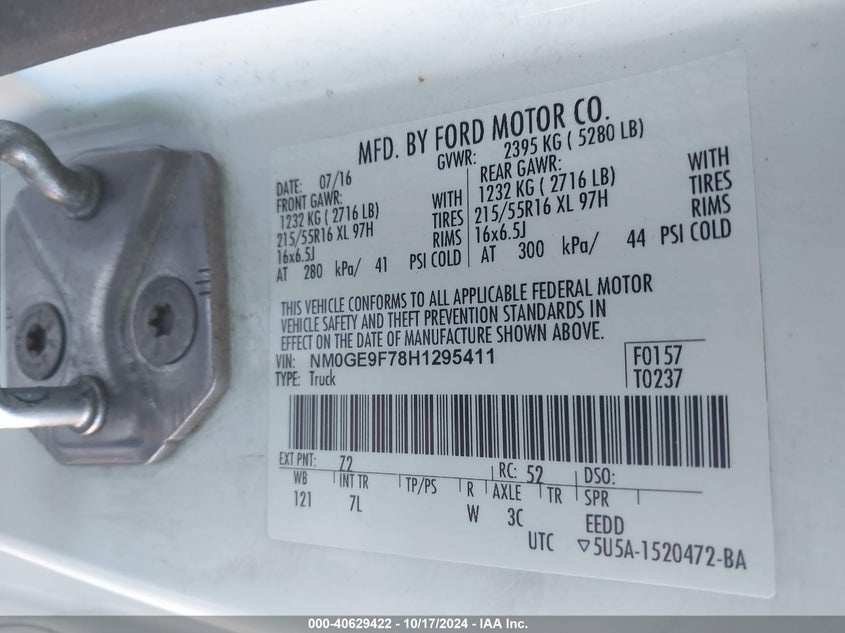 MFD. BY FORD MOTOR CO.
GVWR: 2395 KG ( 5280 LB)
DATE: 07/16
FRONT GAWR: REAR GAWR:
1232 KG ( 2716 LB) WITH 1232 KG ( 2716 LB) WITH
215/55R16 XL 97H TIRES 215/55R16 XL 97H TIRES
16x6.5J RIMS 16x6.5J RIMS
AT 280 kPa/ 41 PSI COLD AT 300 kPa/ 44 PSI COLD
THIS VEHICLE CONFORMS TO ALL APPLICABLE FEDERAL MOTOR
VEHICLE SAFETY AND THEFT PREVENTION STANDARDS IN
EFFECT ON THE DATE OF MANUFACTURE SHOWN ABOVE.
VIN: NM0GE9F78H1295411 F0157
TYPE: Truck T0237
EXT PNT: 72 RC: 52 DSO:
WB INT TR TP/PS R AXLE TR SPR
121 7L W 3C EEDD
UTC ▽5U5A-1520472-BA
000-40629422 - 10/17/2024 - IAA Inc.